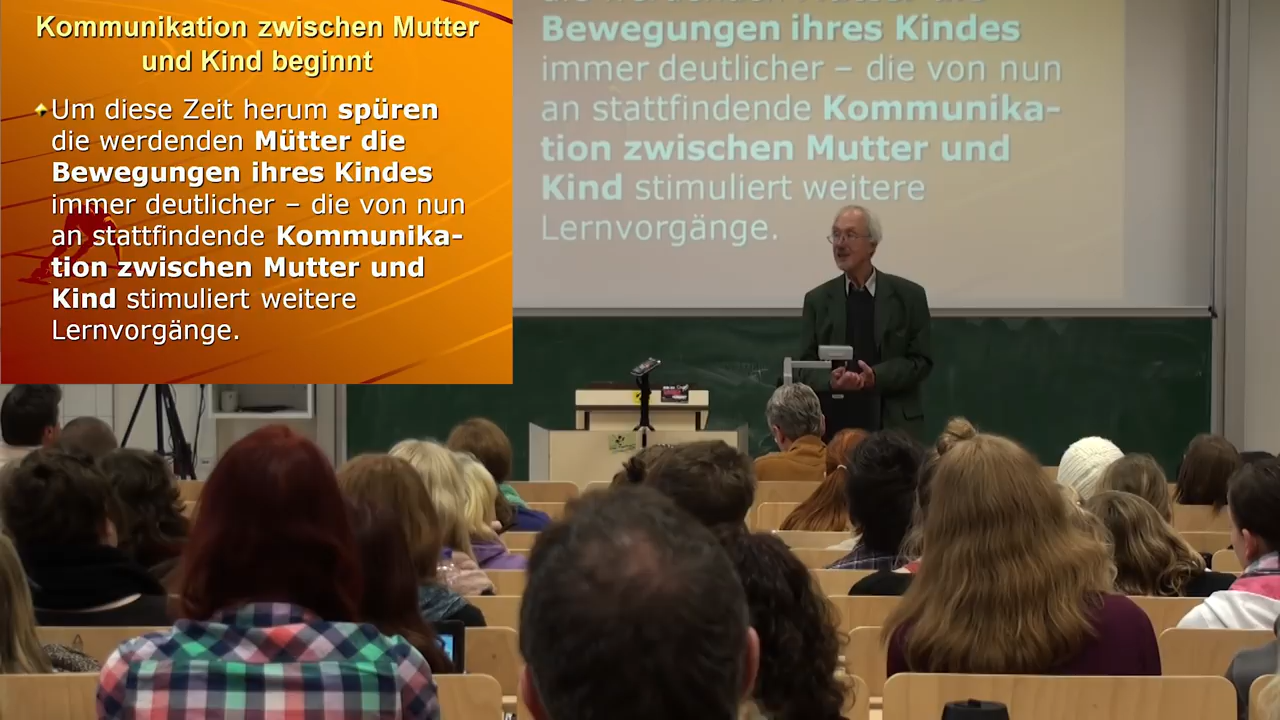 Kommunikation zwischen Mutter
und Kind beginnt
Um diese Zeit herum spüren
die werdenden Mütter die
Bewegungen ihres Kindes
immer deutlicher – die von nun
an stattfindende Kommunika-
tion zwischen Mutter und
Kind stimuliert weitere
Lernvorgänge.
Bewegungen ihres Kindes
immer deutlicher – die von nun
an stattfindende Kommunika-
tion zwischen Mutter und
Kind stimuliert weitere
Lernvorgänge.